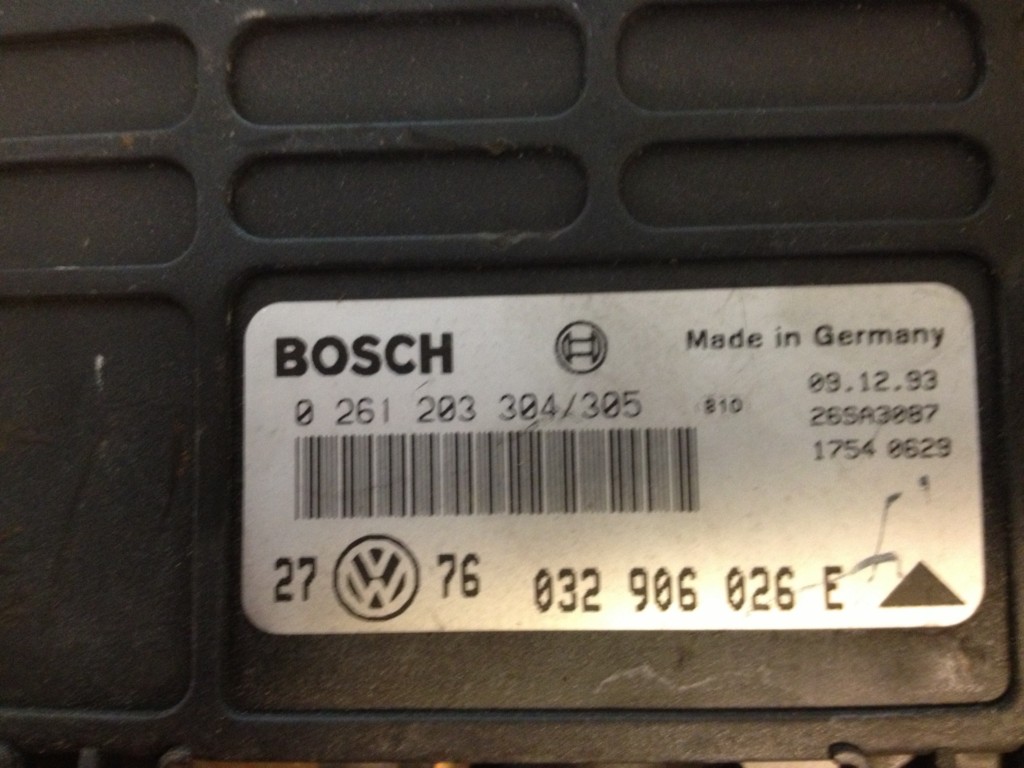 BOSCH
Made in Germany
0 261 203 304/305
810
09.12.93
26SA3087
1754 0629
27 76 032 906 026 E